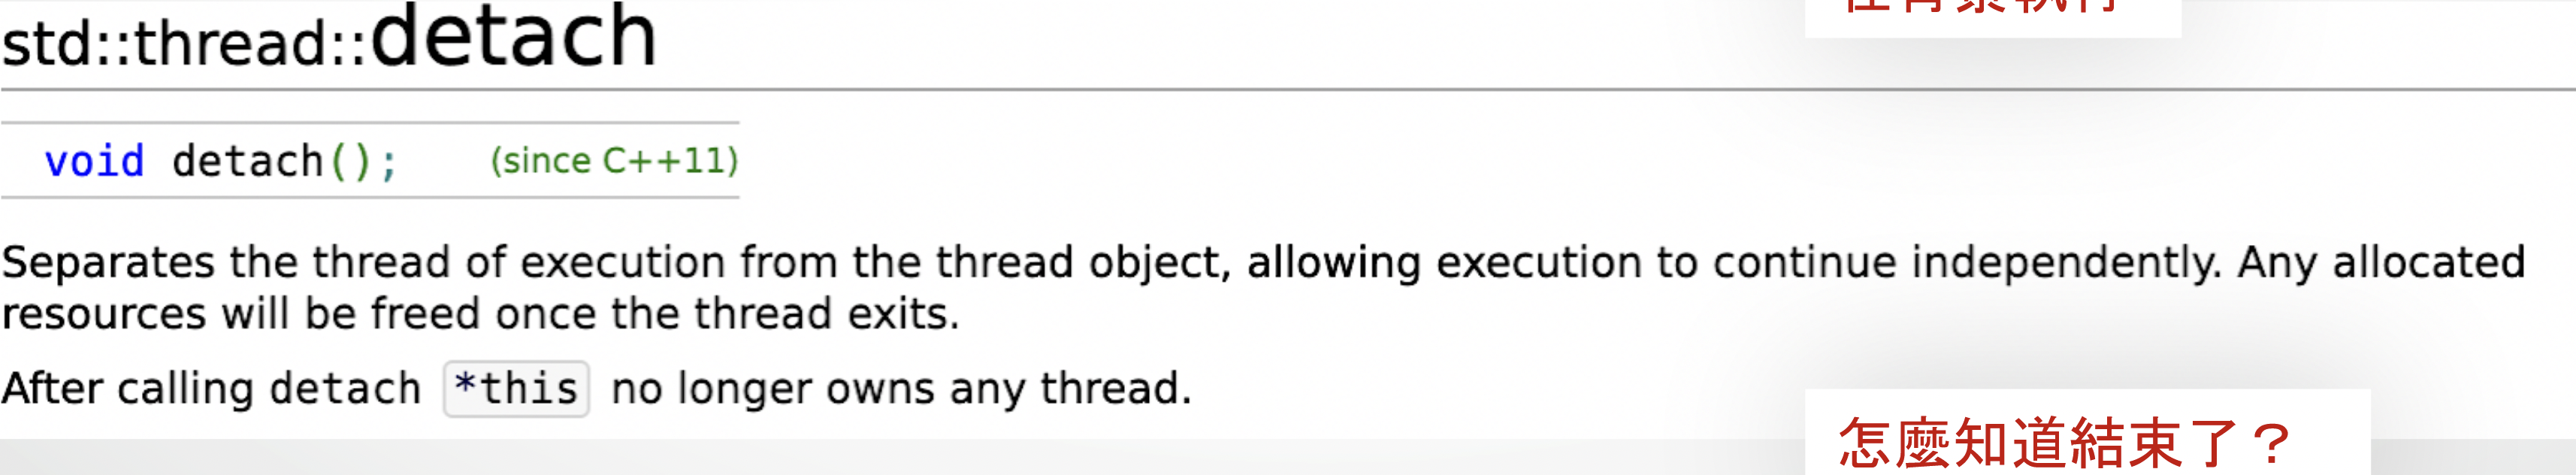 std::thread::detach
void detach(); (since C++11)
Separates the thread of execution from the thread object, allowing execution to continue independently. Any allocated
resources will be freed once the thread exits.
After calling detach *this no longer owns any thread.
怎麼知道結束了？